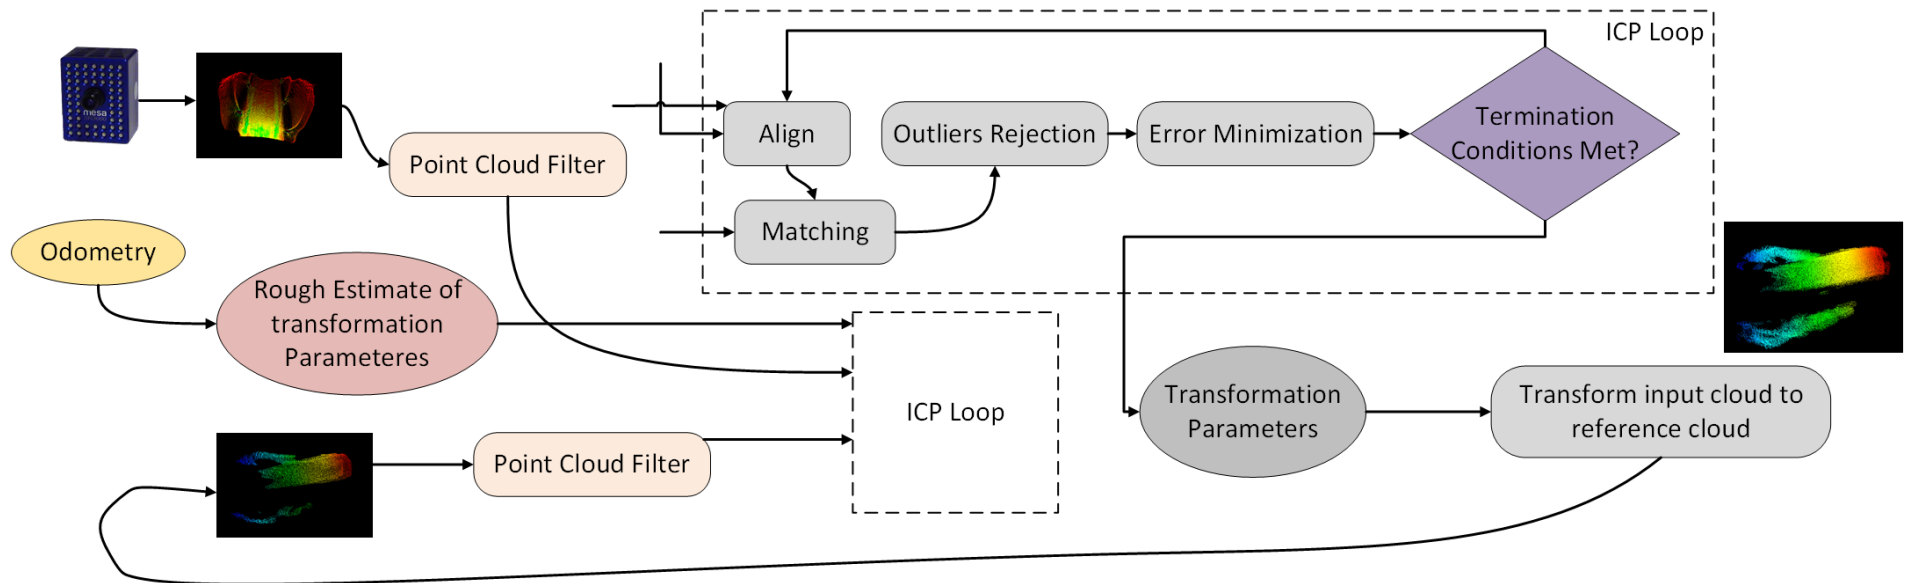 ICP Loop
mesa
Align
Outliers Rejection
Error Minimization
Termination
Conditions Met?
Point Cloud Filter
Matching
Odometry
Rough Estimate of
transformation
Parameteres
ICP Loop
Transformation
Parameters
Transform input cloud to
reference cloud
Point Cloud Filter